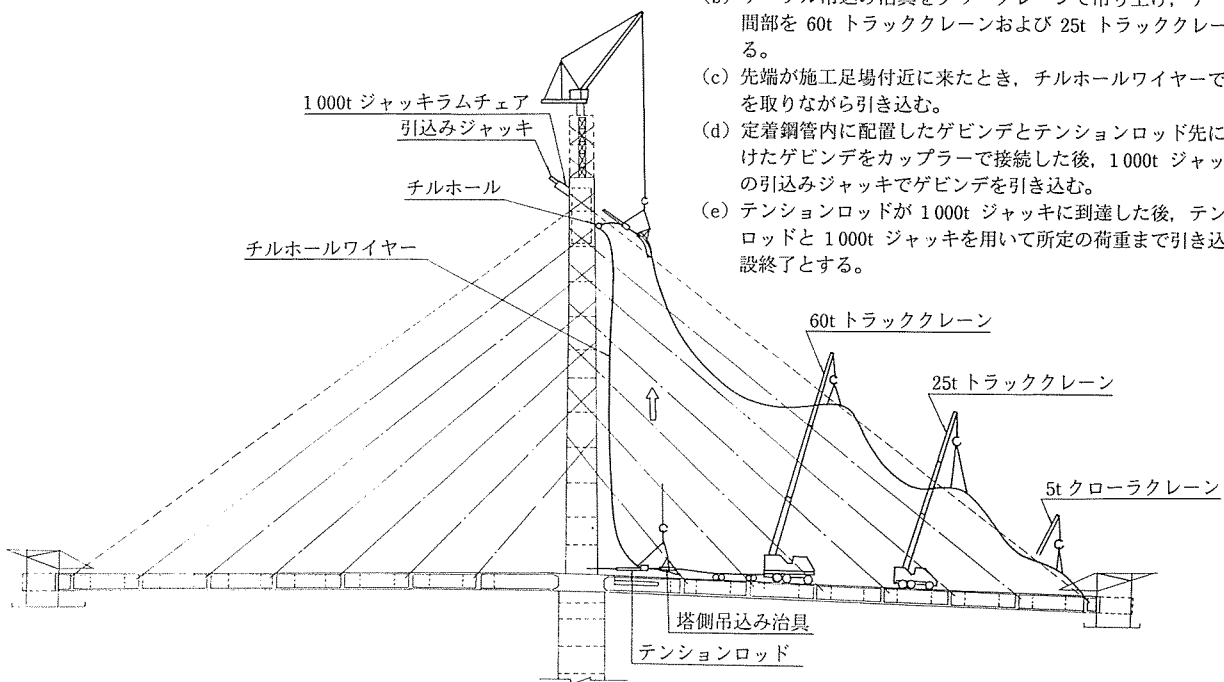 間部を 60t トラッククレーンおよび 25t トラッククレー
る。
(c) 先端が施工足場付近に来たとき，チルホールワイヤーで
を取りながら引き込む。
(d) 定着鋼管内に配置したゲビンデとテンションロッド先に
けたゲビンデをカップラーで接続した後，1000t ジャッ
の引込みジャッキでゲビンデを引き込む。
(e) テンションロッドが 1000t ジャッキに到達した後，テン
ロッドと 1000t ジャッキを用いて所定の荷重まで引き込
設終了とする。
1000t ジャッキラムチェア
引込みジャッキ
チルホール
チルホールワイヤー
60t トラッククレーン
25t トラッククレーン
5t クローラクレーン
塔側吊込み治具
テンションロッド